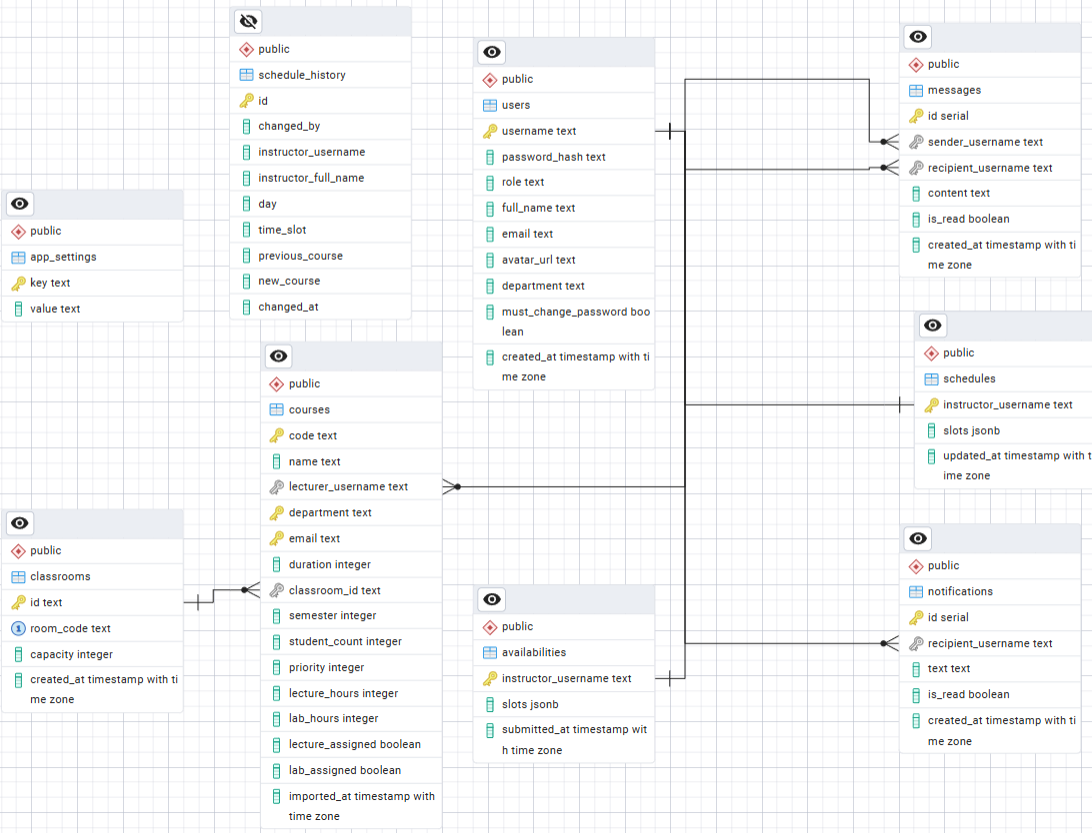 public
schedule_history
id
changed_by
instructor_username
instructor_full_name
day
time_slot
previous_course
new_course
changed_at
public
users
username text
password_hash text
role text
full_name text
email text
avatar_url text
department text
must_change_password boo
lean
created_at timestamp with ti
me zone
public
messages
id serial
sender_username text
recipient_username text
content text
is_read boolean
created_at timestamp with ti
me zone
public
app_settings
key text
value text
public
schedules
instructor_username text
slots jsonb
updated_at timestamp with t
ime zone
public
courses
code text
name text
lecturer_username text
department text
email text
duration integer
classroom_id text
semester integer
student_count integer
priority integer
lecture_hours integer
lab_hours integer
lecture_assigned boolean
lab_assigned boolean
imported_at timestamp with
time zone
public
classrooms
id text
1
room_code text
capacity integer
created_at timestamp with ti
me zone
public
availabilities
instructor_username text
slots jsonb
submitted_at timestamp wit
h time zone
public
notifications
id serial
recipient_username text
text text
is_read boolean
created_at timestamp with ti
me zone